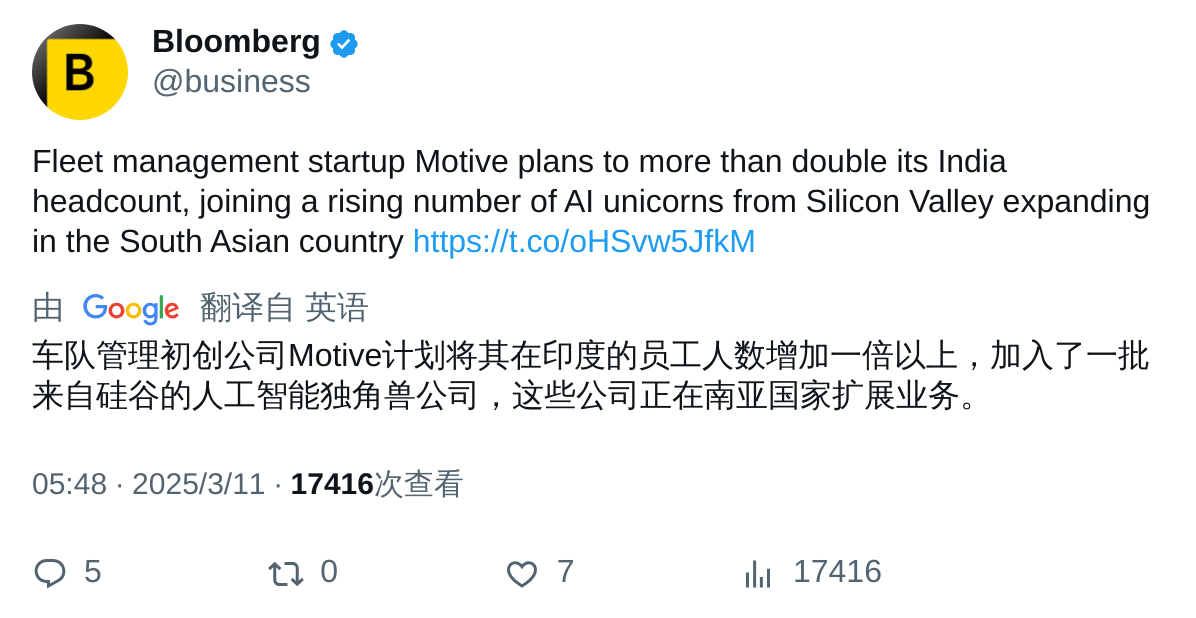 B
Bloomberg
@business
Fleet management startup Motive plans to more than double its India
headcount, joining a rising number of AI unicorns from Silicon Valley expanding
in the South Asian country https://t.co/oHSvw5JfkM
由 Google 翻译自 英语
车队管理初创公司Motive计划将其在印度的员工人数增加一倍以上，加入了一批
来自硅谷的人工智能独角兽公司，这些公司正在南亚国家扩展业务。
05:48 · 2025/3/11 · 17416次查看
5 0 7 17416